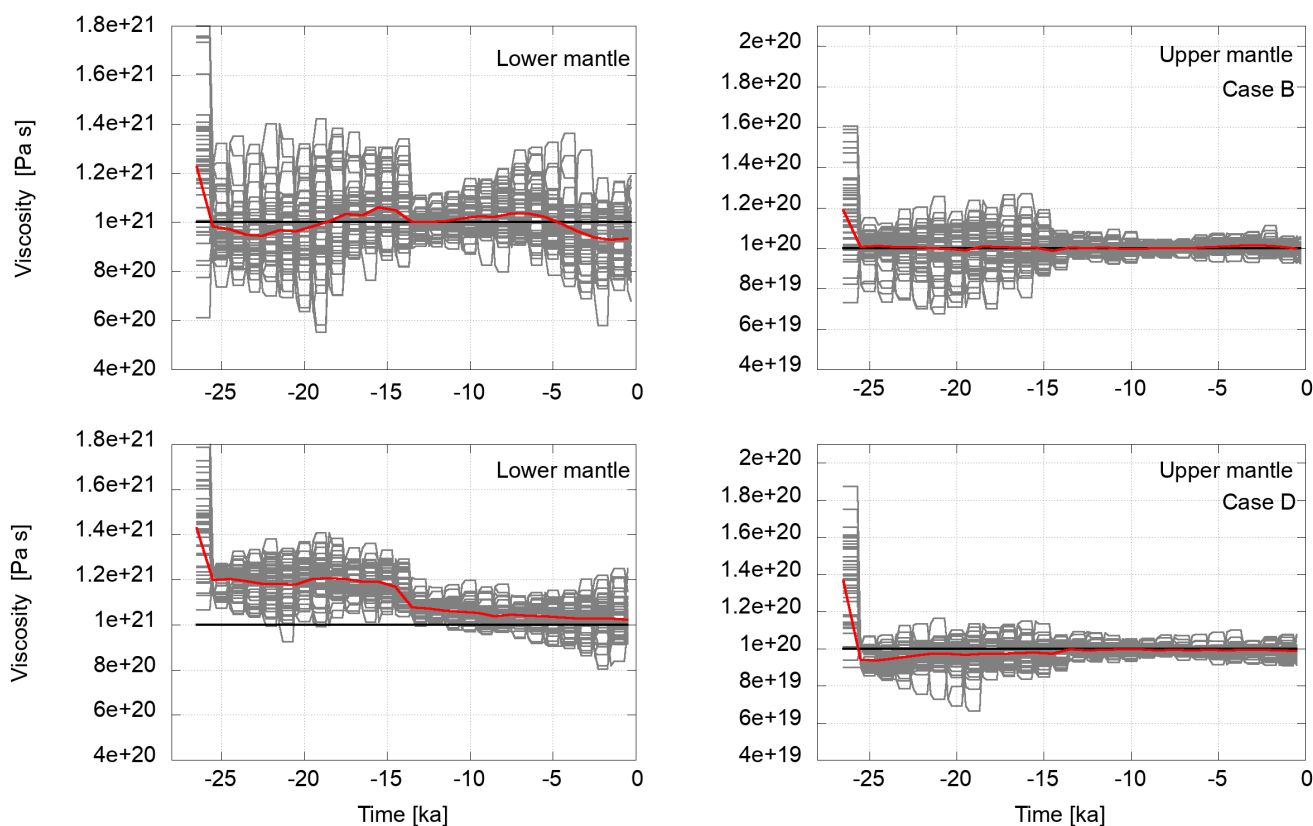 1.8e+21
1.6e+21
1.4e+21
1.2e+21
1e+21
8e+20
6e+20
4e+20
Viscosity [Pa s]
Lower mantle
-25 -20 -15 -10 -5 0
2e+20
1.8e+20
1.6e+20
1.4e+20
1.2e+20
1e+20
8e+19
6e+19
4e+19
Upper mantle
Case B
-25 -20 -15 -10 -5 0
1.8e+21
1.6e+21
1.4e+21
1.2e+21
1e+21
8e+20
6e+20
4e+20
Viscosity [Pa s]
Lower mantle
-25 -20 -15 -10 -5 0
Time [ka]
2e+20
1.8e+20
1.6e+20
1.4e+20
1.2e+20
1e+20
8e+19
6e+19
4e+19
Upper mantle
Case D
-25 -20 -15 -10 -5 0
Time [ka]